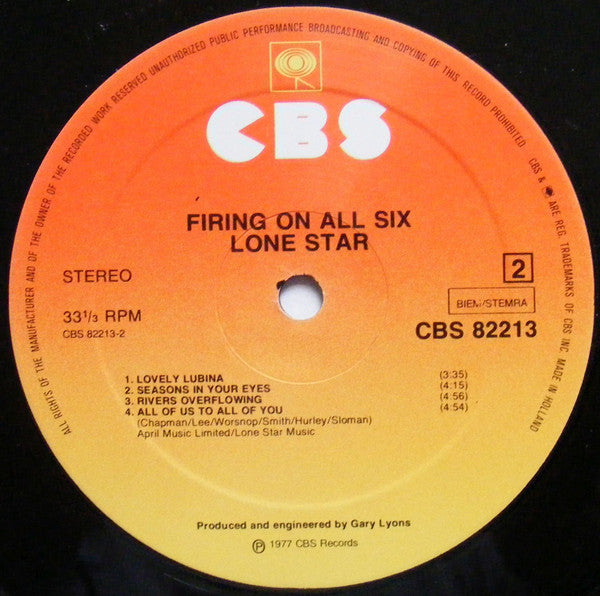 ALL RIGHTS OF THE MANUFACTURER AND OF THE OWNER OF THE RECORDED WORK RESERVED UNAUTHORIZED PUBLIC PERFORMANCE BROADCASTING AND COPYING OF THIS RECORD PROHIBITED
CBS & ARE REG. TRADEMARKS OF CBS INC. MADE IN HOLLAND
CBS
FIRING ON ALL SIX
LONE STAR
STEREO
2
33 1/3 RPM
BIEM/STEMRA
CBS 82213-2
CBS 82213
1. LOVELY LUBINA (3:35)
2. SEASONS IN YOUR EYES (4:15)
3. RIVERS OVERFLOWING (4:56)
4. ALL OF US TO ALL OF YOU (4:54)
(Chapman/Lee/Worsnop/Smith/Hurley/Sloman)
April Music Limited/Lone Star Music
Produced and engineered by Gary Lyons
℗ 1977 CBS Records